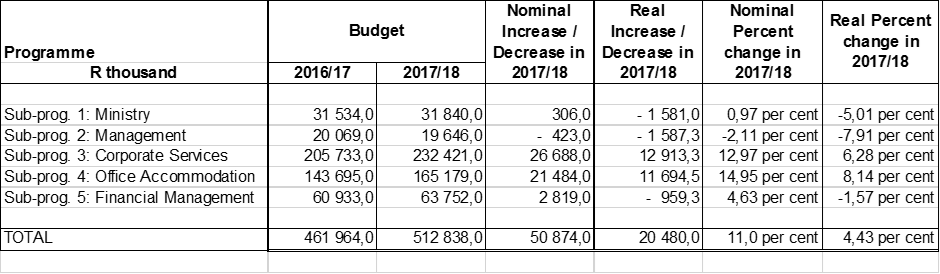 Programme Budget Nominal Increase / Decrease in 2017/18 Real Increase / Decrease in 2017/18 Nominal Percent change in 2017/18 Real Percent change in 2017/18
R thousand 2016/17 2017/18
Sub-prog. 1: Ministry 31 534,0 31 840,0 306,0 - 1 581,0 0,97 per cent -5,01 per cent
Sub-prog. 2: Management 20 069,0 19 646,0 - 423,0 - 1 587,3 -2,11 per cent -7,91 per cent
Sub-prog. 3: Corporate Services 205 733,0 232 421,0 26 688,0 12 913,3 12,97 per cent 6,28 per cent
Sub-prog. 4: Office Accommodation 143 695,0 165 179,0 21 484,0 11 694,5 14,95 per cent 8,14 per cent
Sub-prog. 5: Financial Management 60 933,0 63 752,0 2 819,0 - 959,3 4,63 per cent -1,57 per cent
TOTAL 461 964,0 512 838,0 50 874,0 20 480,0 11,0 per cent 4,43 per cent